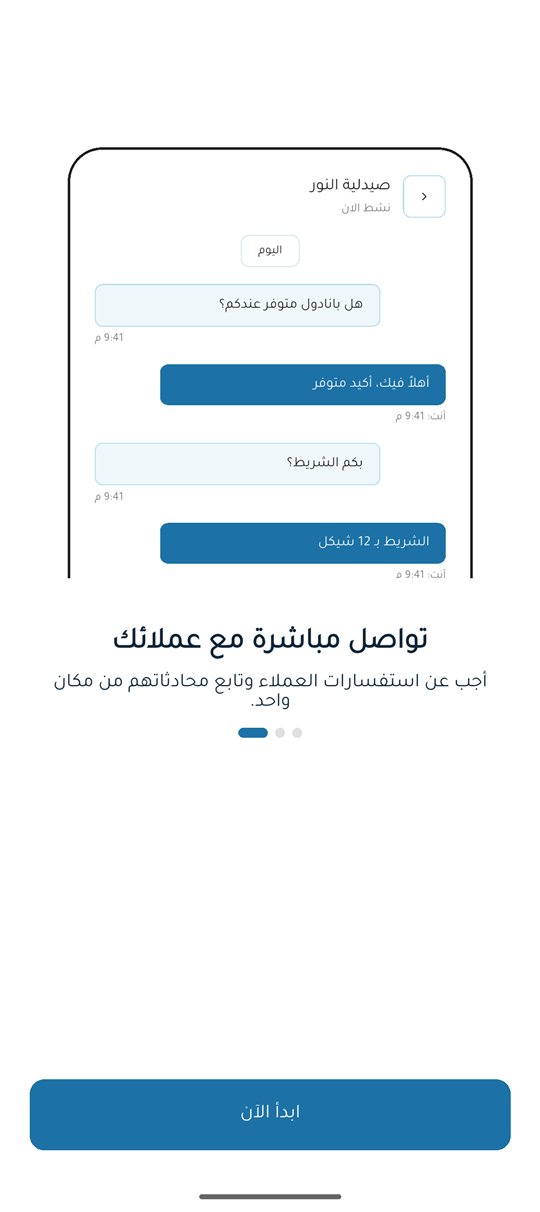 صيدلية النور
نشط الان
اليوم
هل بانادول متوفر عندكم؟
9:41 م
أهلاً فيك، أكيد متوفر
أنت: 9:41 م
بكم الشريط؟
9:41 م
الشريط بـ 12 شيكل
أنت: 9:41 م
تواصل مباشرة مع عملائك
أجب عن استفسارات العملاء وتابع محادثاتهم من مكان
واحد.
ابدأ الآن